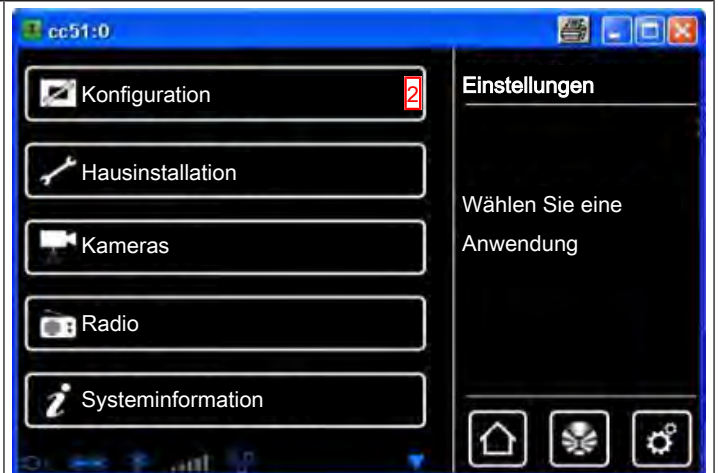 cc51:0
Konfiguration 2
Hausinstallation
Kameras
Radio
Systeminformation
Einstellungen
Wählen Sie eine
Anwendung